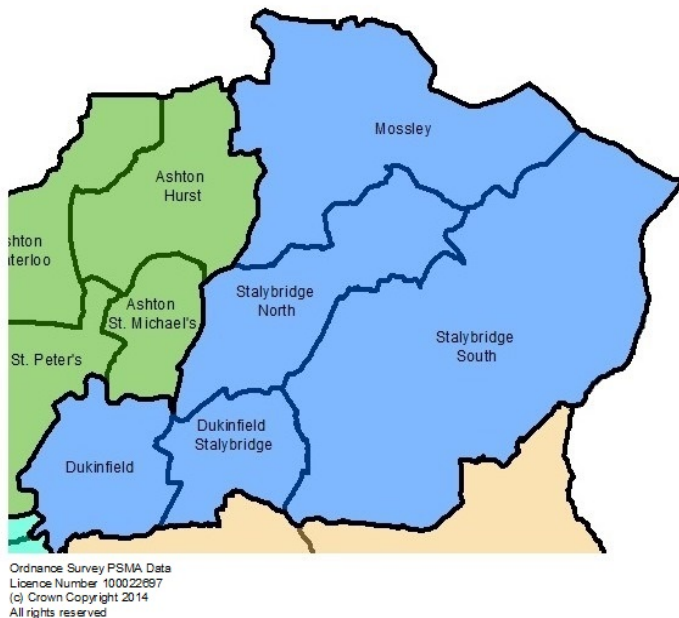 Mossley
Ashton
Hurst
St. Peter's
Ashton
St. Michael's
Stalybridge
North
Stalybridge
South
Dukinfield
Stalybridge
Dukinfield
Ordnance Survey PSMA Data
Licence Number 100022697
(c) Crown Copyright 2014
All rights reserved